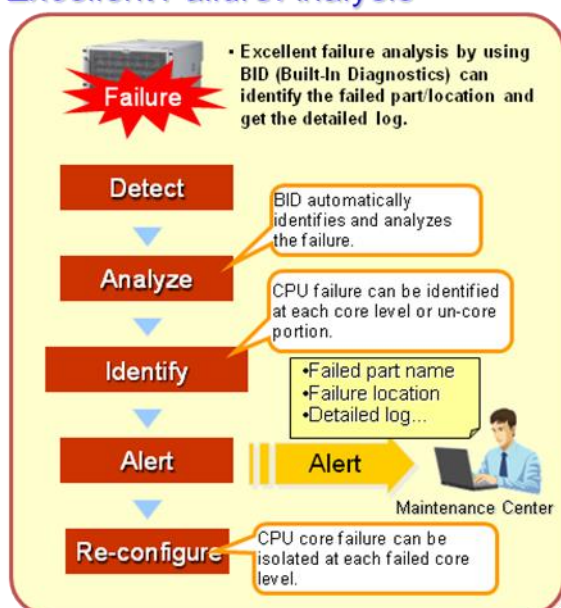 Excellent Failure Analysis
Failure
• Excellent failure analysis by using
BID (Built-In Diagnostics) can
identify the failed part/location and
get the detailed log.
Detect
BID automatically
identifies and analyzes
the failure.
Analyze
CPU failure can be identified
at each core level or un-core
portion.
Identify
•Failed part name
•Failure location
•Detailed log...
Alert
Alert
Maintenance Center
Re-configure
CPU core failure can be
isolated at each failed core
level.